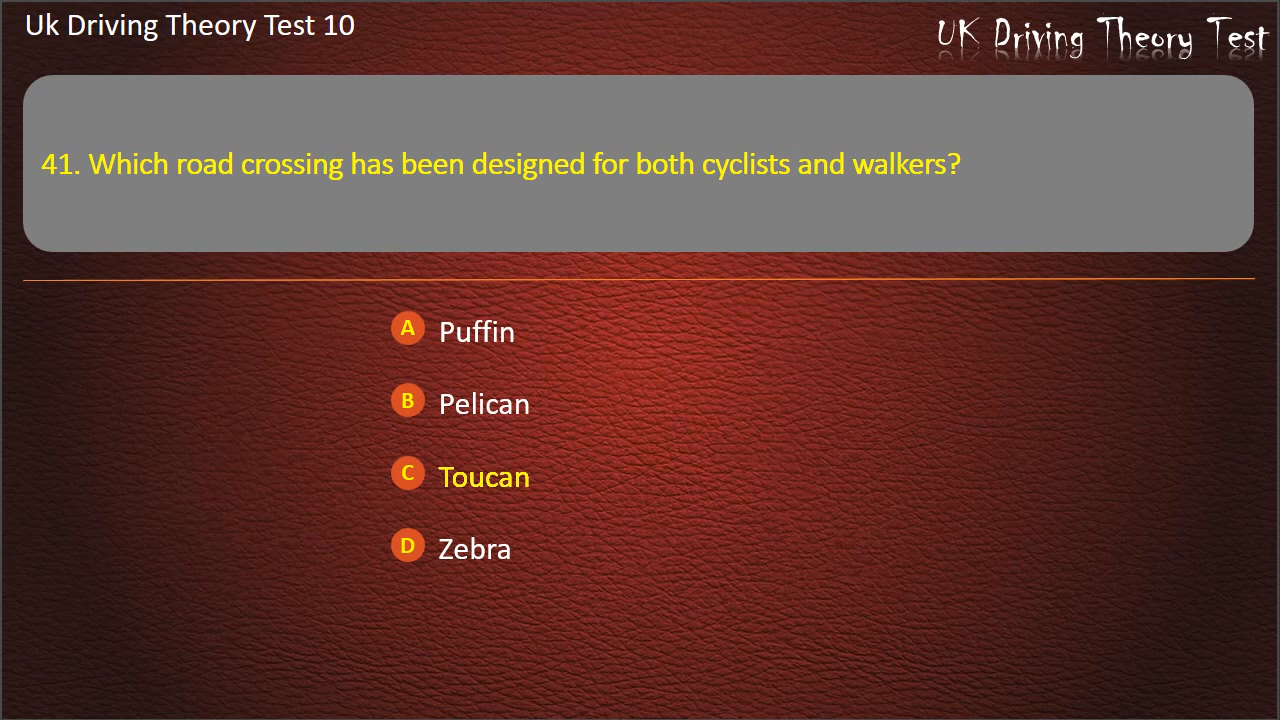 Uk Driving Theory Test 10
UK Driving Theory Test
41. Which road crossing has been designed for both cyclists and walkers?
A Puffin
B Pelican
C Toucan
D Zebra